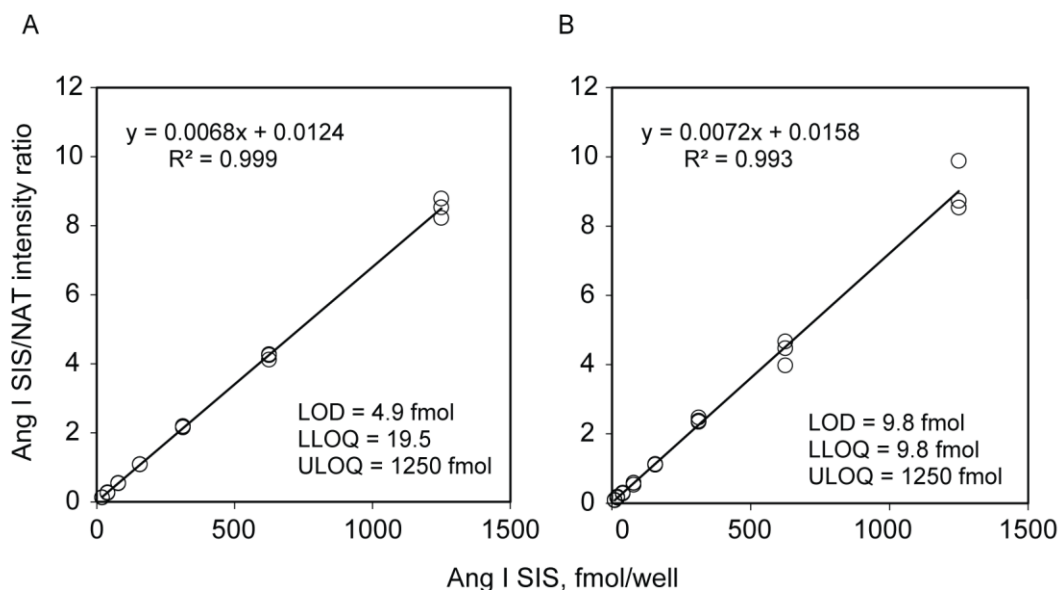 A
Ang I SIS/NAT intensity ratio
12
10
8
6
4
2
0
y = 0.0068x + 0.0124
R² = 0.999
LOD = 4.9 fmol
LLOQ = 19.5
ULOQ = 1250 fmol
0 500 1000 1500
B
12
10
8
6
4
2
0
y = 0.0072x + 0.0158
R² = 0.993
LOD = 9.8 fmol
LLOQ = 9.8 fmol
ULOQ = 1250 fmol
0 500 1000 1500
Ang I SIS, fmol/well